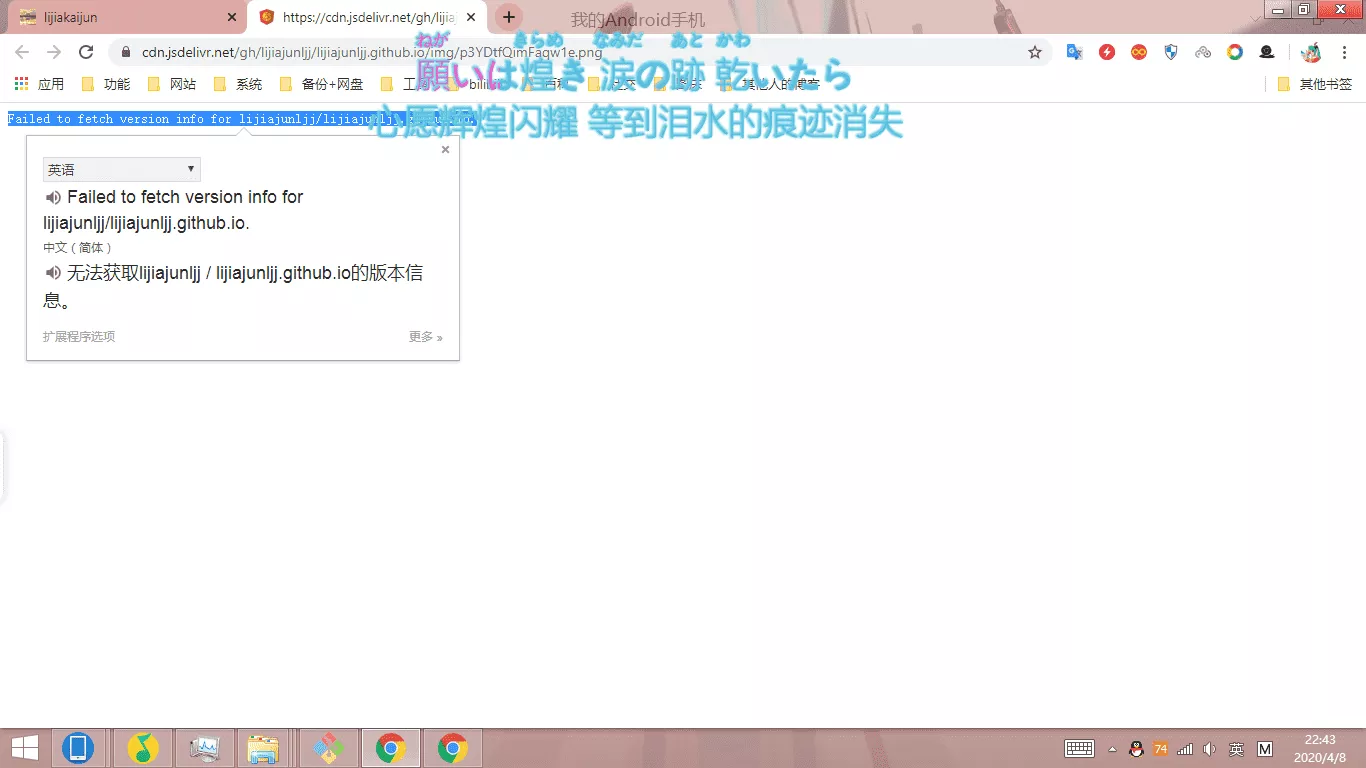 lijiakaijun
https://cdn.jsdelivr.net/gh/lijia
我的Android手机
cdn.jsdelivr.net/gh/lijiajunljj/lijiajunljj.github.io/img/p3YDtfQimFaqw1e.png
ねが きらめ なみだ あと かわ
願いは煌き 涙の跡 乾いたら
应用 功能 网站 系统 备份+网盘 其他人的博客 其他书签
心愿辉煌闪耀 等到泪水的痕迹消失
Failed to fetch version info for lijiajunljj/lijiajunljj
英语
Failed to fetch version info for
lijiajunljj/lijiajunljj.github.io.
中文（简体）
无法获取lijiajunljj / lijiajunljj.github.io的版本信
息。
扩展程序选项 更多 »
74 英 M
22:43
2020/4/8